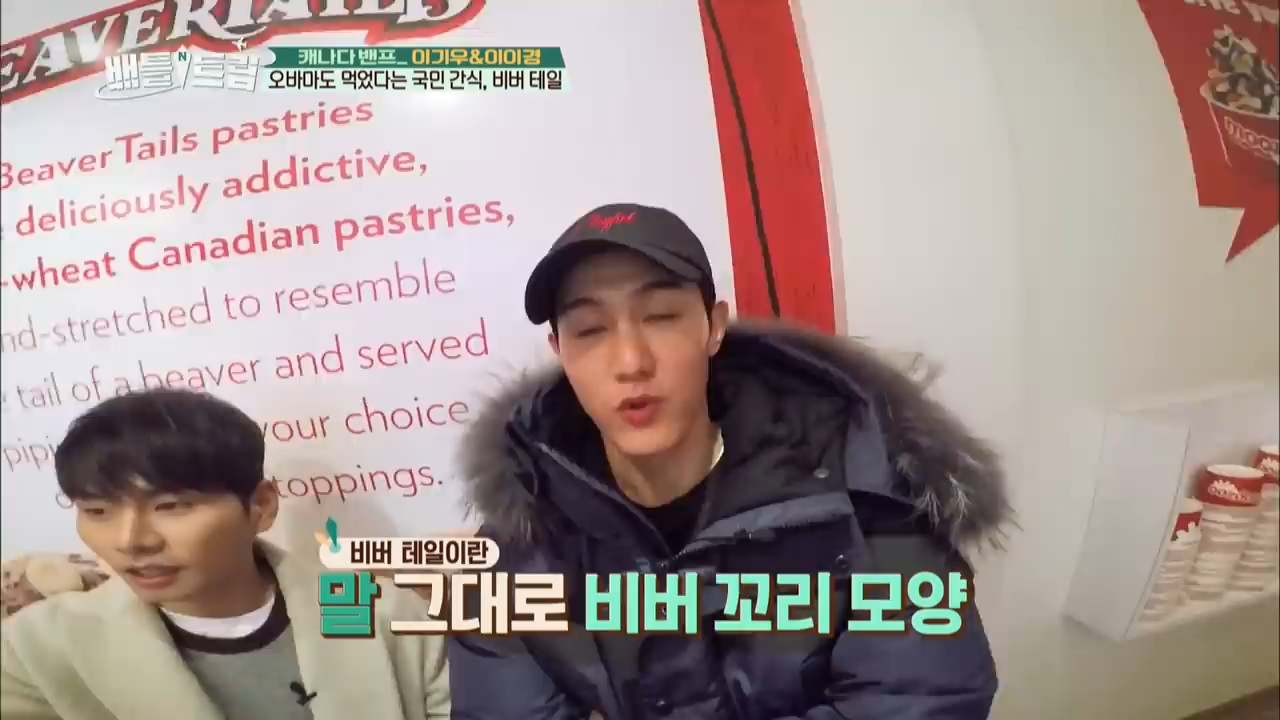 EAVERTAILS
배틀트립
캐나다 밴프_ 이기우&이이경
오바마도 먹었다는 국민 간식, 비버 테일
BeaverTails pastries
deliciously addictive,
-wheat Canadian pastries,
nd-stretched to resemble
tail of a beaver and served
pipi your choice
toppings.
비버 테일이란
말 그대로 비버 꼬리 모양